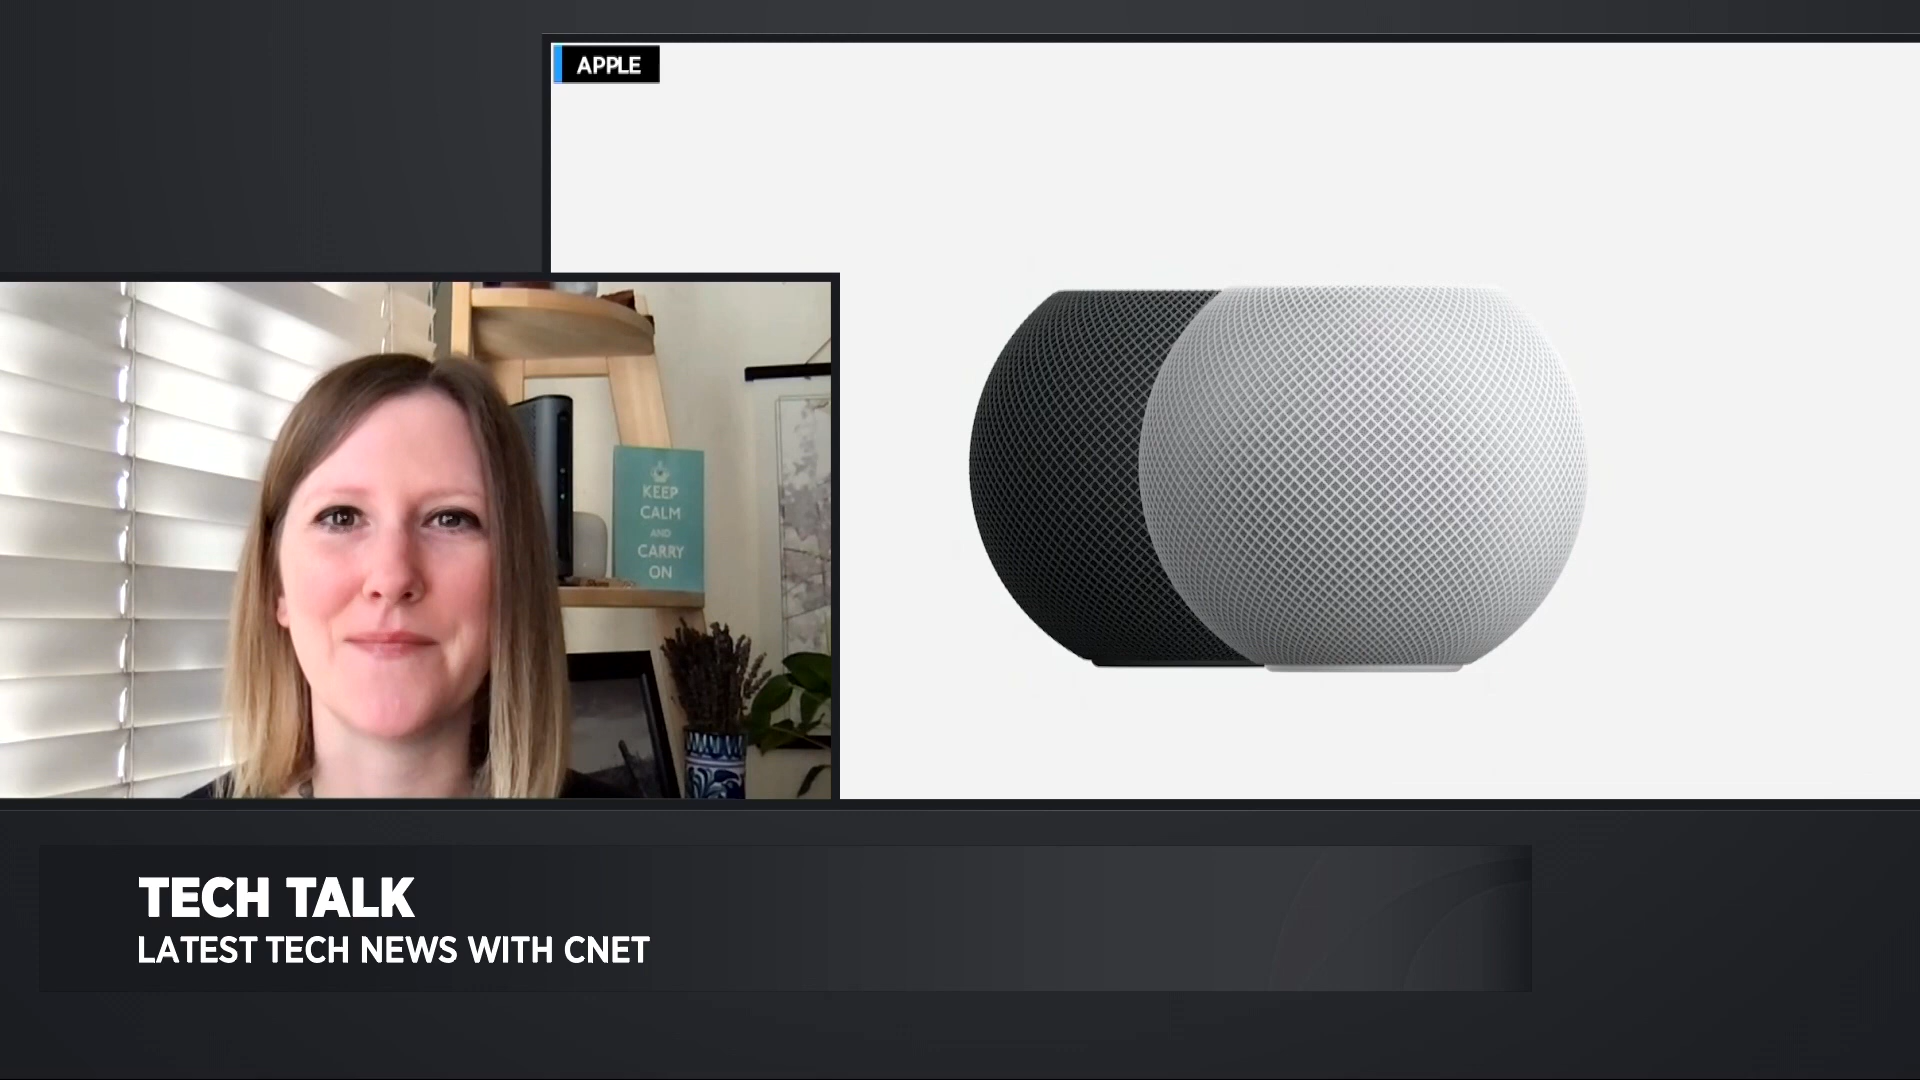 APPLE
KEEP
CALM
AND
CARRY
ON
TECH TALK
LATEST TECH NEWS WITH CNET